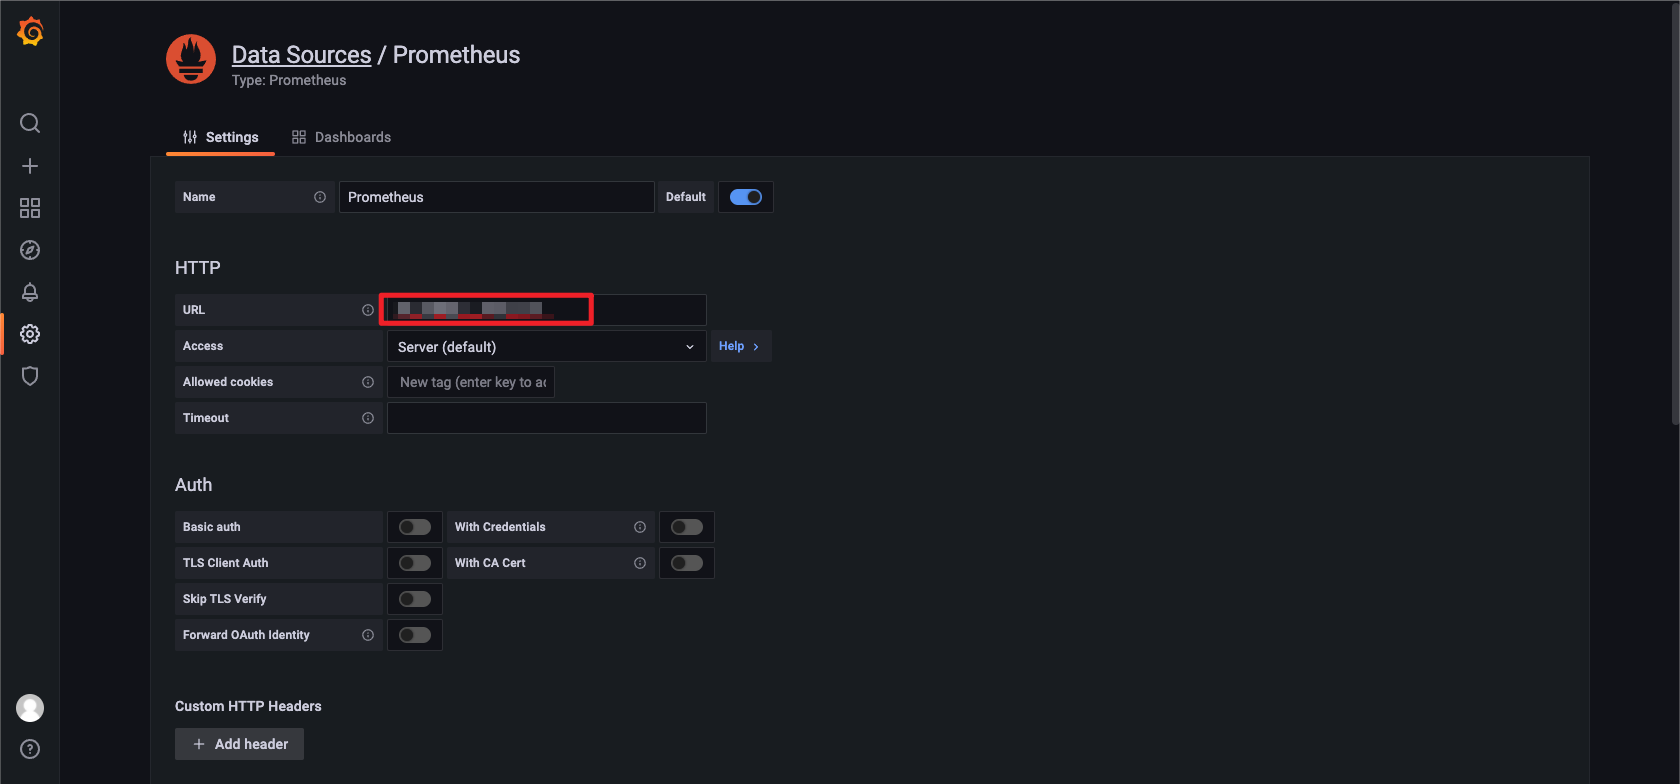 Data Sources / Prometheus
Type: Prometheus
Settings
Dashboards
Name
Prometheus
Default
HTTP
URL
Access
Server (default)
Help
Allowed cookies
New tag (enter key to ac
Timeout
Auth
Basic auth
With Credentials
TLS Client Auth
With CA Cert
Skip TLS Verify
Forward OAuth Identity
Custom HTTP Headers
Add header